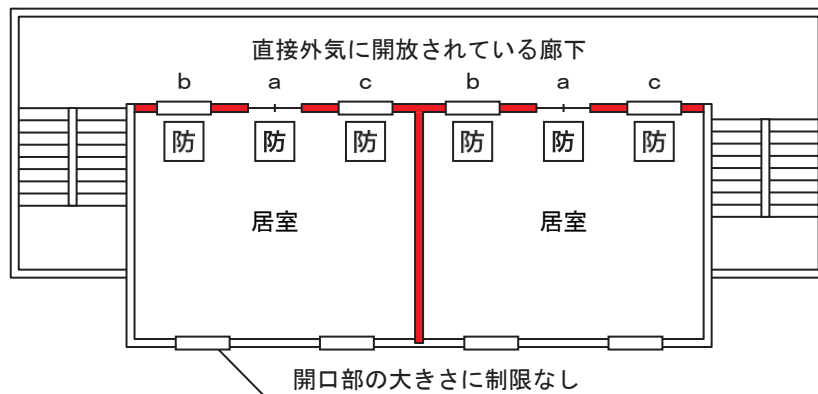 直接外気に開放されている廊下
b a c b a c
防 防 防 防 防 防
居室 居室
開口部の大きさに制限なし